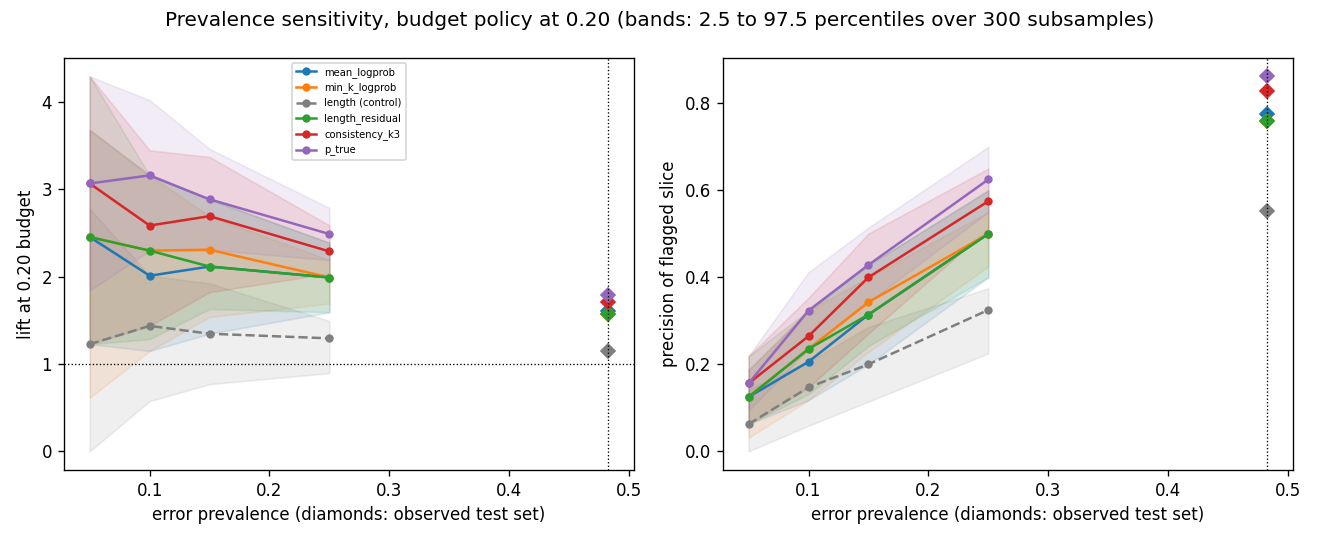 Prevalence sensitivity, budget policy at 0.20 (bands: 2.5 to 97.5 percentiles over 300 subsamples)
lift at 0.20 budget
4
3
2
1
0
mean_logprob
min_k_logprob
length (control)
length_residual
consistency_k3
p_true
0.1 0.2 0.3 0.4 0.5
error prevalence (diamonds: observed test set)
precision of flagged slice
0.8
0.6
0.4
0.2
0.0
0.1 0.2 0.3 0.4 0.5
error prevalence (diamonds: observed test set)